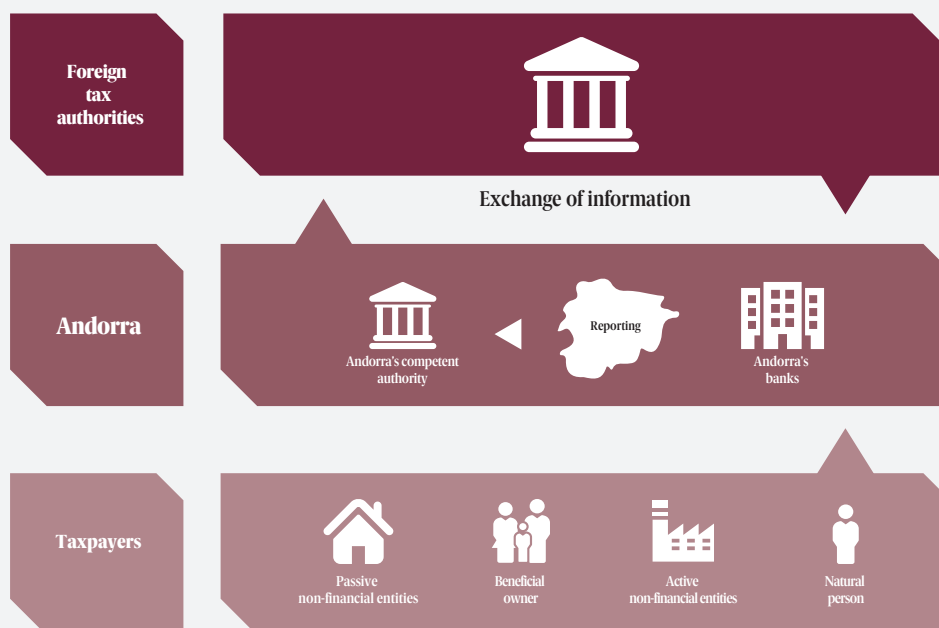 Foreign
tax
authorities
Exchange of information
Andorra
Andorra's competent
authority
Reporting
Andorra's
banks
Taxpayers
Passive
non-financial entities
Beneficial
owner
Active
non-financial entities
Natural
person